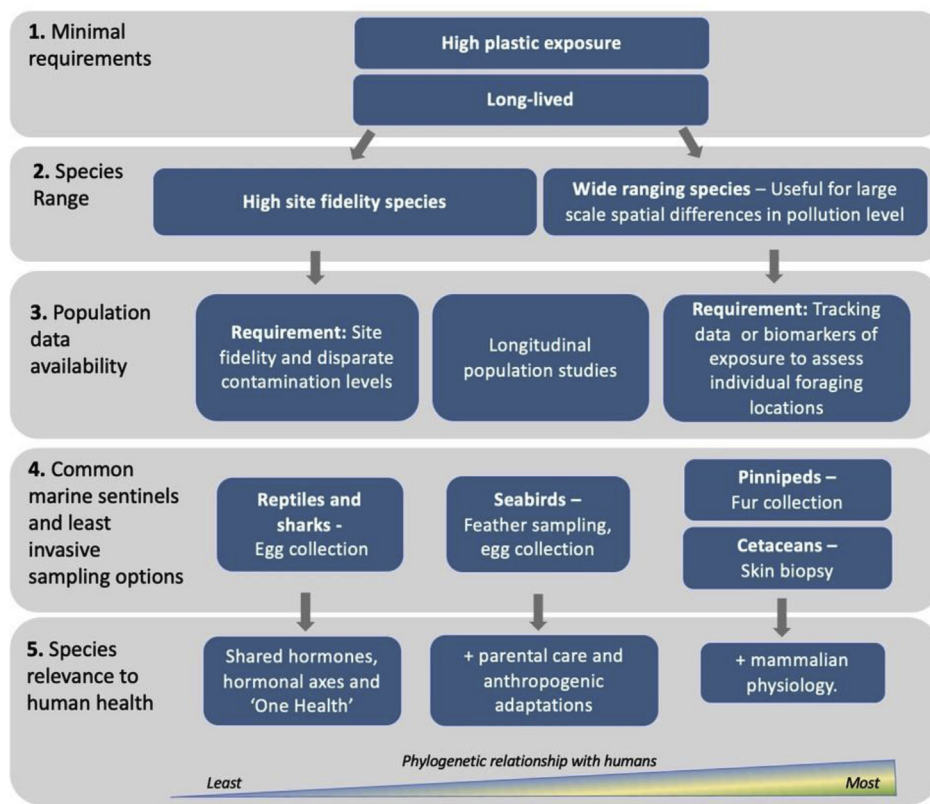 1. Minimal
requirements
High plastic exposure
Long-lived
2. Species
Range
High site fidelity species
Wide ranging species – Useful for large
scale spatial differences in pollution level
3. Population
data
availability
Requirement: Site
fidelity and disparate
contamination levels
Longitudinal
population studies
Requirement: Tracking
data or biomarkers of
exposure to assess
individual foraging
locations
4. Common
marine sentinels
and least
invasive
sampling options
Reptiles and
sharks -
Egg collection
Seabirds –
Feather sampling,
egg collection
Pinnipeds –
Fur collection
Cetaceans –
Skin biopsy
5. Species
relevance to
human health
Shared hormones,
hormonal axes and
‘One Health’
+ parental care and
anthropogenic
adaptations
+ mammalian
physiology.
Phylogenetic relationship with humans
Least
Most